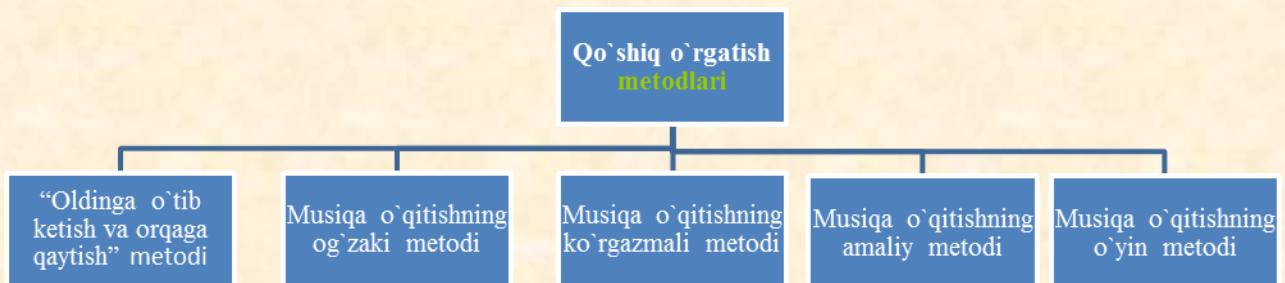 Qo`shiq o`rgatish
metodlari
“Oldinga o`tib
ketish va orqaga
qaytish” metodi
Musiqa o`qitishning
og`zaki metodi
Musiqa o`qitishning
ko`rgazmali metodi
Musiqa o`qitishning
amaliy metodi
Musiqa o`qitishning
o`yin metodi